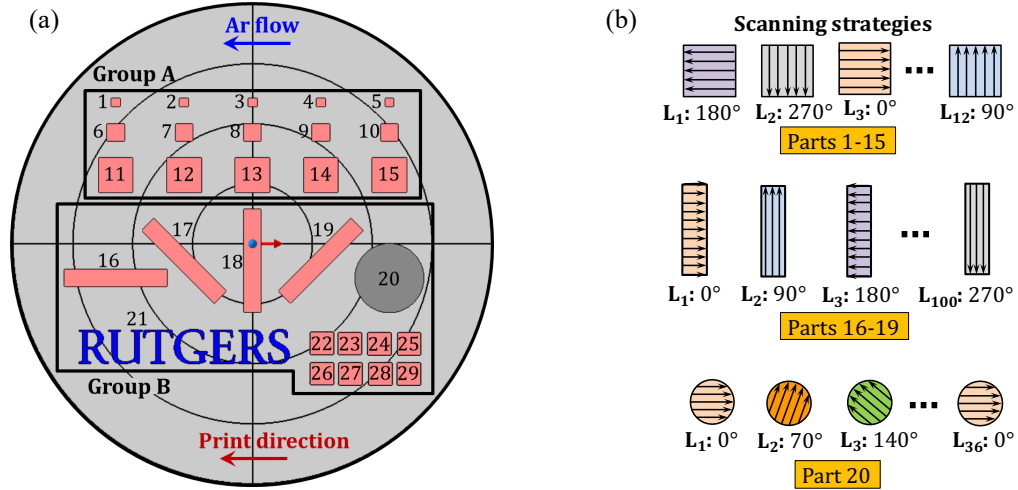 (a)
Ar flow
Group A
1 2 3 4 5
6 7 8 9 10
11 12 13 14 15
16 17 18 19 20
21
RUTGERS
22 23 24 25
26 27 28 29
Group B
Print direction
(b)
Scanning strategies
L1: 180° L2: 270° L3: 0° ... L12: 90°
Parts 1-15
L1: 0° L2: 90° L3: 180° ... L100: 270°
Parts 16-19
L1: 0° L2: 70° L3: 140° ... L36: 0°
Part 20